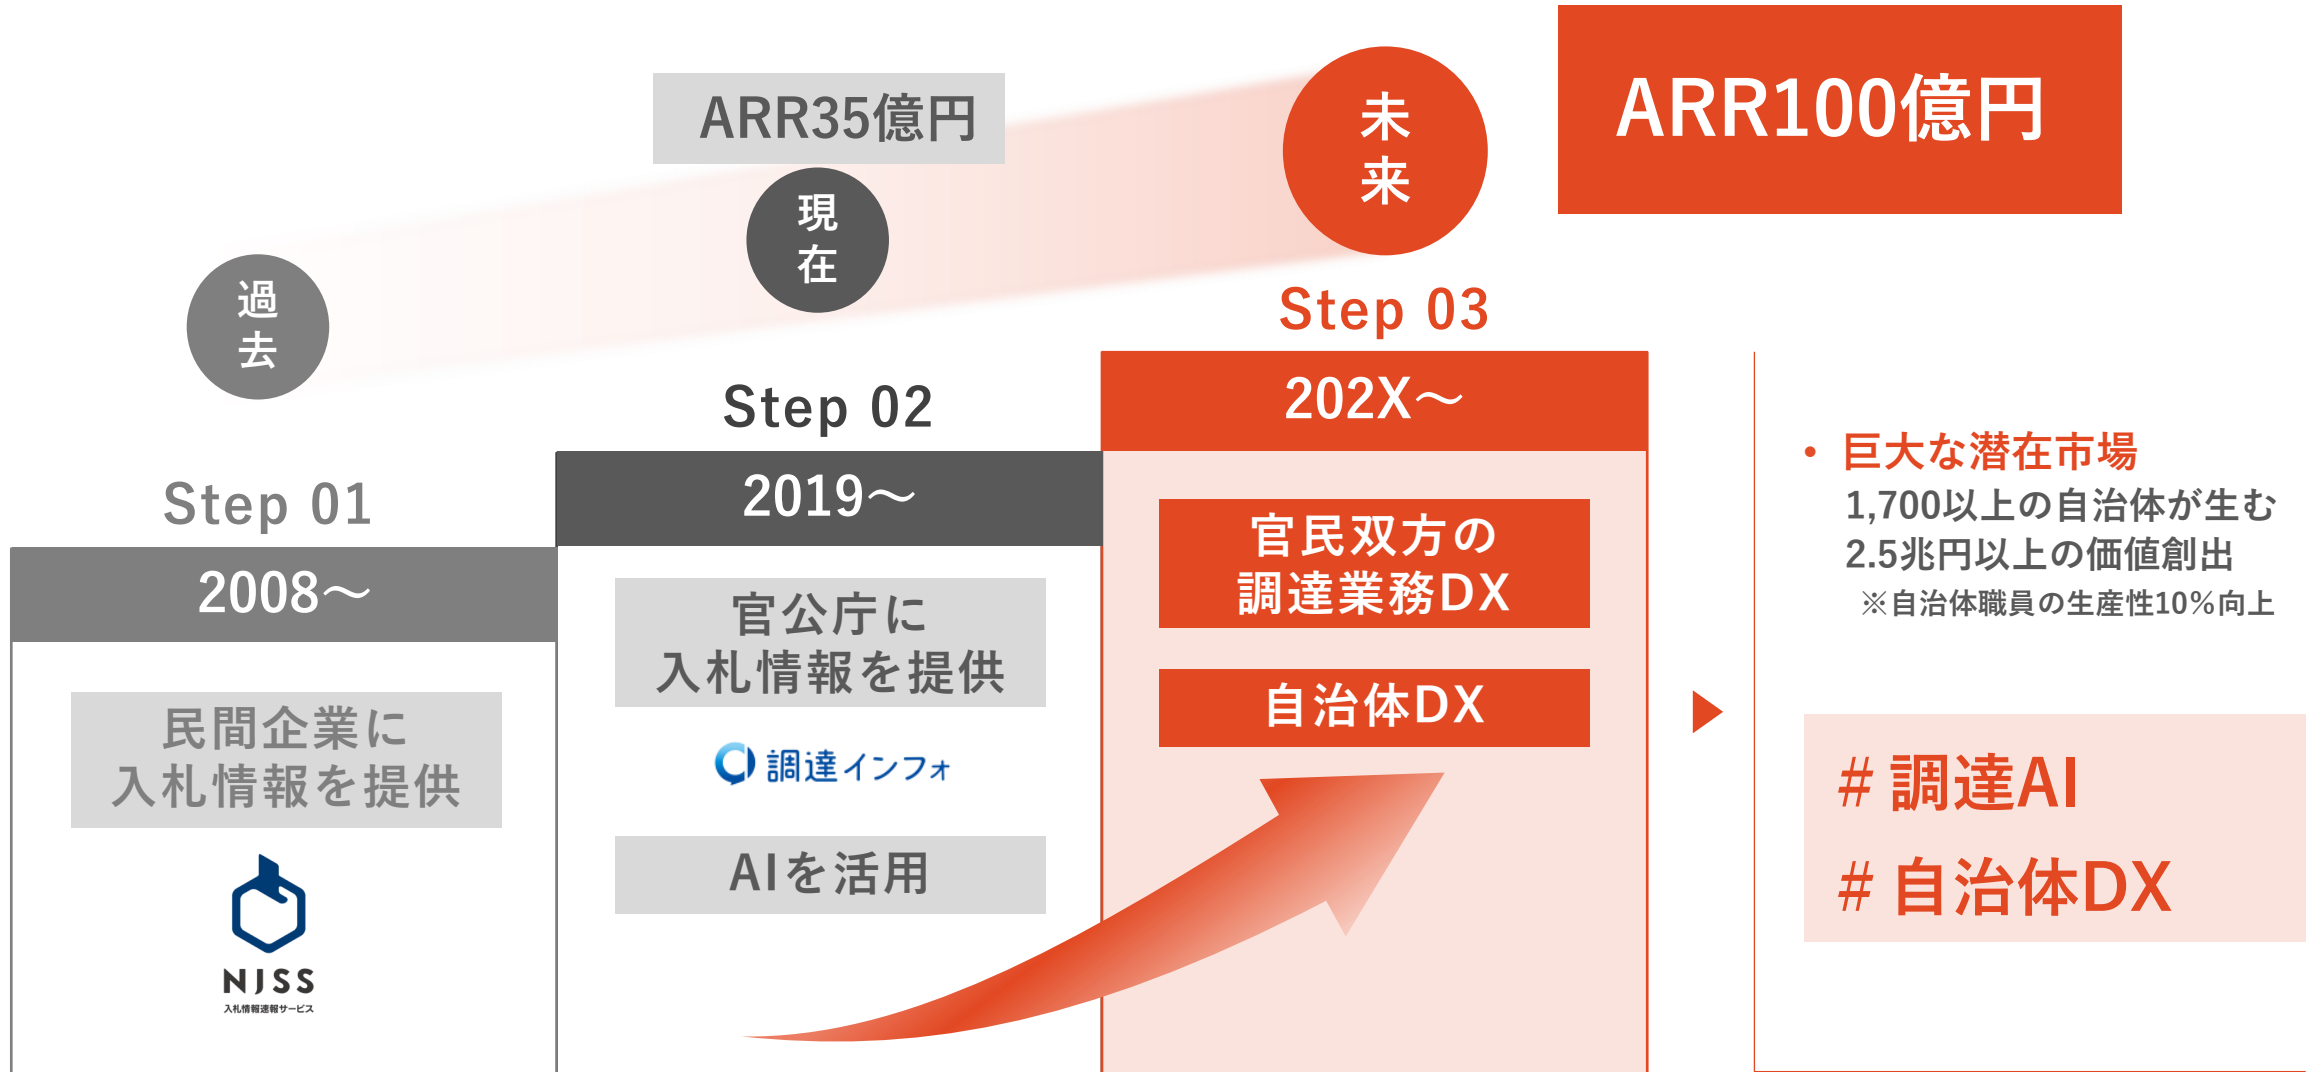 ARR35億円
ARR100億円
過
去
現
在
未
来
Step 01
2008～
民間企業に
入札情報を提供
NJSS
入札情報速報サービス
Step 02
2019～
官公庁に
入札情報を提供
調達インフォ
AIを活用
Step 03
202X～
官民双方の
調達業務DX
自治体DX
• 巨大な潜在市場
1,700以上の自治体が生む
2.5兆円以上の価値創出
※自治体職員の生産性10%向上
# 調達AI
# 自治体DX